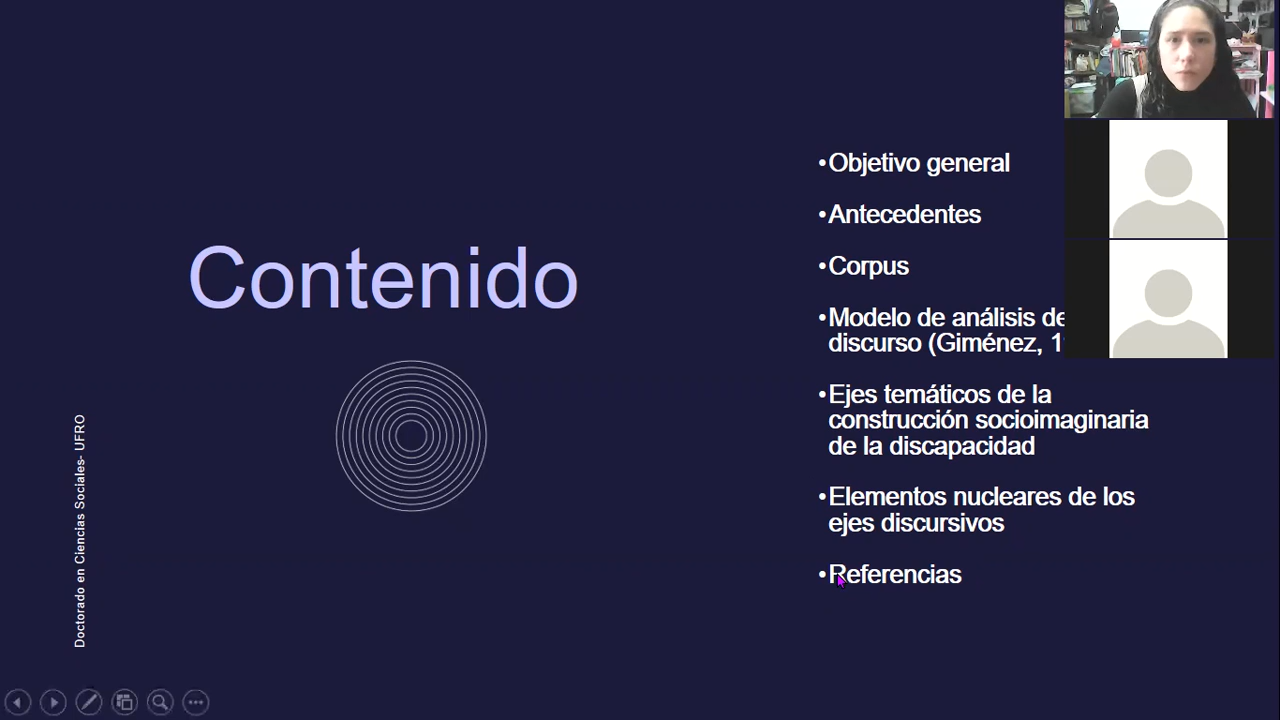 Contenido
•Objetivo general
•Antecedentes
•Corpus
•Modelo de análisis de
discurso (Giménez,
•Ejes temáticos de la
construcción socioimaginaria
de la discapacidad
•Elementos nucleares de los
ejes discursivos
•Referencias
Doctorado en Ciencias Sociales- UFRO